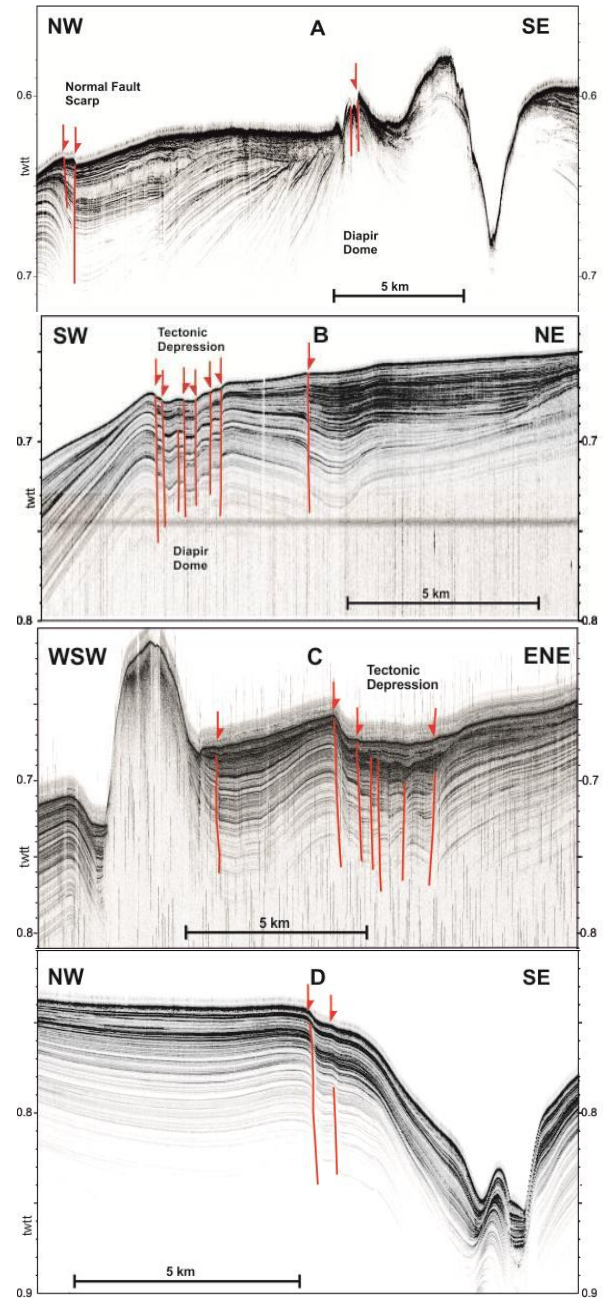 NW A SE
Normal Fault
Scarp
0.6 0.6
twtt
Diapir
Dome
0.7 0.7
5 km
SW B NE
Tectonic
Depression
0.7 0.7
twtt
Diapir
Dome
5 km
0.8 0.8
WSW C ENE
Tectonic
Depression
0.7 0.7
twtt
5 km
0.8 0.8
NW D SE
0.8 0.8
twtt
5 km
0.9 0.9